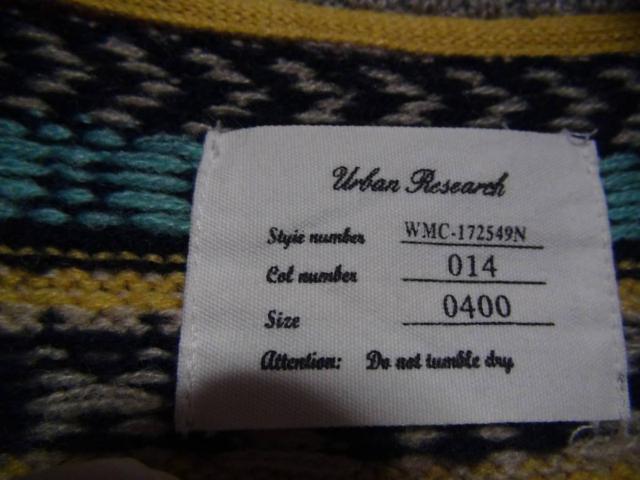 Urban Research
Style number WMC-172549N
Col number 014
Size 0400
Attention: Do not tumble dry